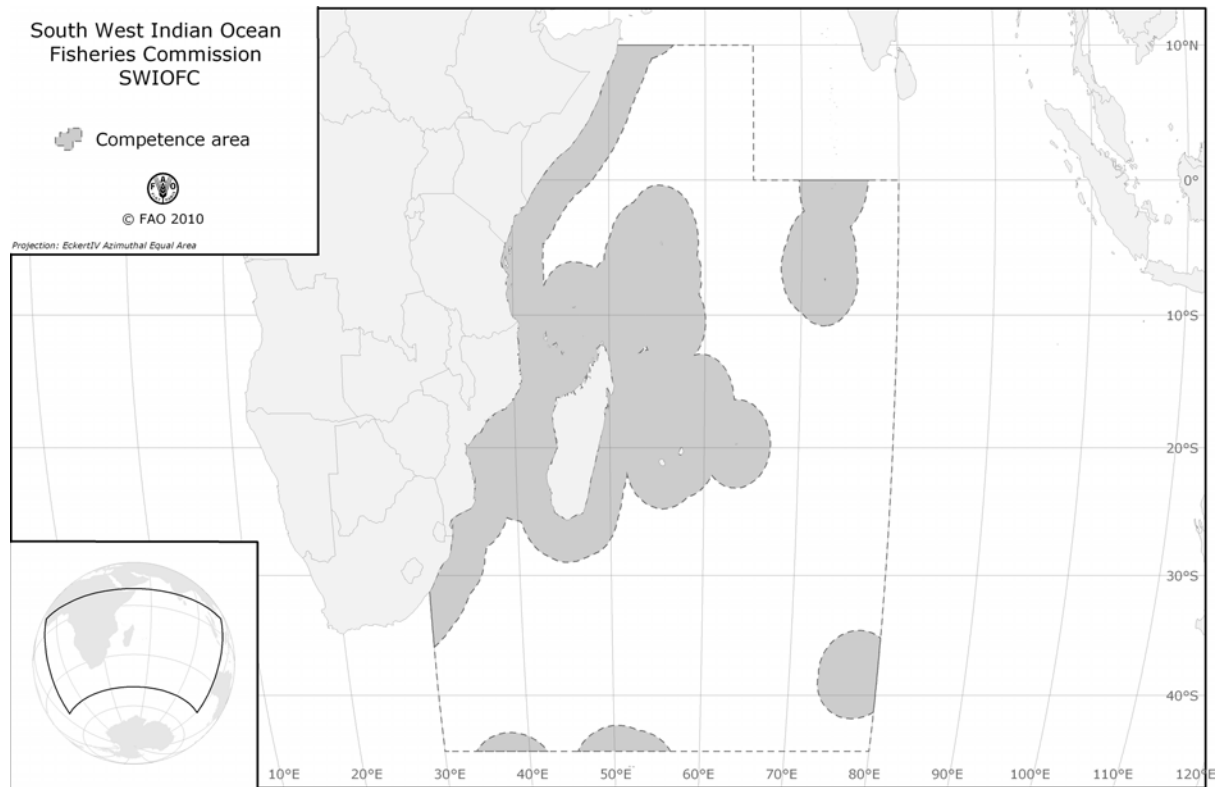 South West Indian Ocean
Fisheries Commission
SWIOFC
Competence area
F A O
© FAO 2010
Projection: EckertIV Azimuthal Equal Area
10°N
0°
10°S
20°S
30°S
40°S
10°E 20°E 30°E 40°E 50°E 60°E 70°E 80°E 90°E 100°E 110°E 120°E